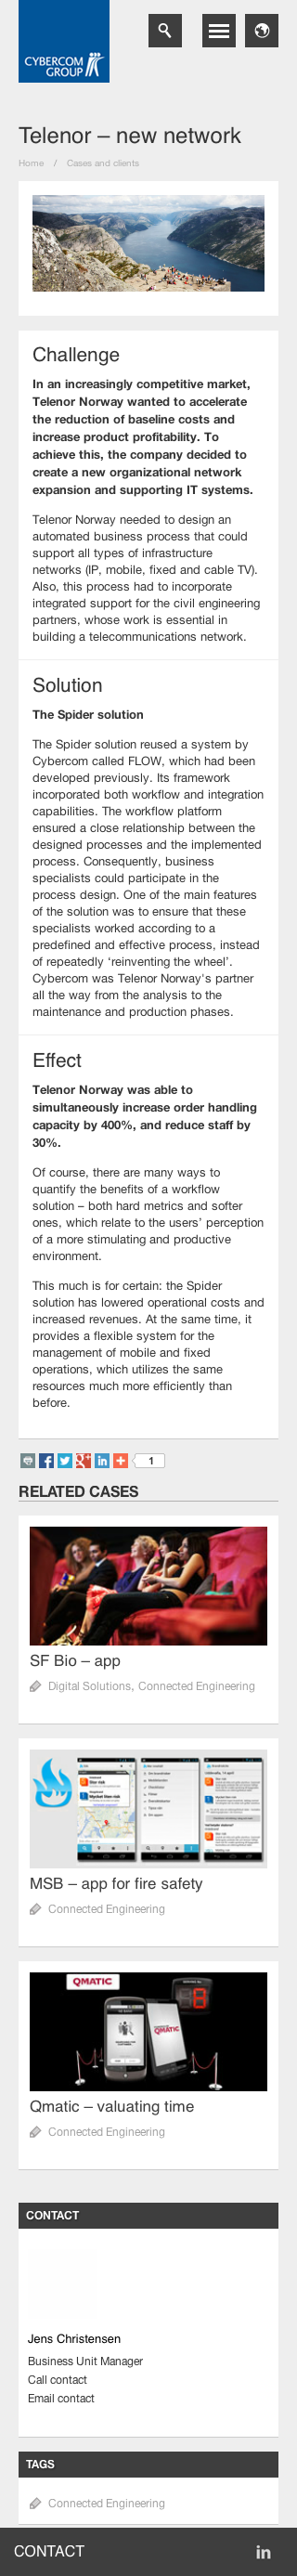 CYBERCOM
GROUP
Telenor – new network
Home / Cases and clients
Challenge
In an increasingly competitive market,
Telenor Norway wanted to accelerate
the reduction of baseline costs and
increase product profitability. To
achieve this, the company decided to
create a new organizational network
expansion and supporting IT systems.
Telenor Norway needed to design an
automated business process that could
support all types of infrastructure
networks (IP, mobile, fixed and cable TV).
Also, this process had to incorporate
integrated support for the civil engineering
partners, whose work is essential in
building a telecommunications network.
Solution
The Spider solution
The Spider solution reused a system by
Cybercom called FLOW, which had been
developed previously. Its framework
incorporated both workflow and integration
capabilities. The workflow platform
ensured a close relationship between the
designed processes and the implemented
process. Consequently, business
specialists could participate in the
process design. One of the main features
of the solution was to ensure that these
specialists worked according to a
predefined and effective process, instead
of repeatedly ‘reinventing the wheel’.
Cybercom was Telenor Norway's partner
all the way from the analysis to the
maintenance and production phases.
Effect
Telenor Norway was able to
simultaneously increase order handling
capacity by 400%, and reduce staff by
30%.
Of course, there are many ways to
quantify the benefits of a workflow
solution – both hard metrics and softer
ones, which relate to the users’ perception
of a more stimulating and productive
environment.
This much is for certain: the Spider
solution has lowered operational costs and
increased revenues. At the same time, it
provides a flexible system for the
management of mobile and fixed
operations, which utilizes the same
resources much more efficiently than
before.
1
RELATED CASES
SF Bio – app
Digital Solutions, Connected Engineering
MSB – app for fire safety
Connected Engineering
QMATIC
8
QMATIC
Qmatic – valuating time
Connected Engineering
CONTACT
Jens Christensen
Business Unit Manager
Call contact
Email contact
TAGS
Connected Engineering
CONTACT